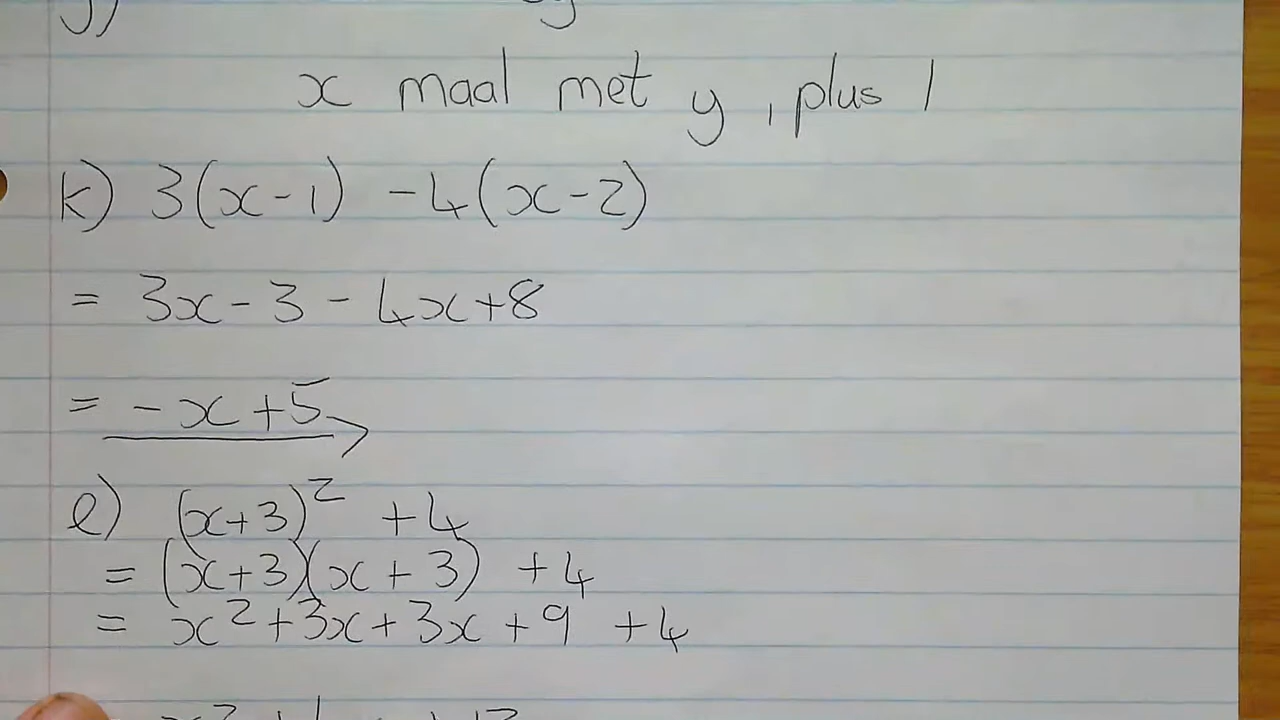 x maal met y, plus 1
k) 3(x-1) -4(x-2)
= 3x-3-4x+8
= -x+5
l) (x+3)² +4
= (x+3)(x+3) +4
= x²+3x+3x+9 +4